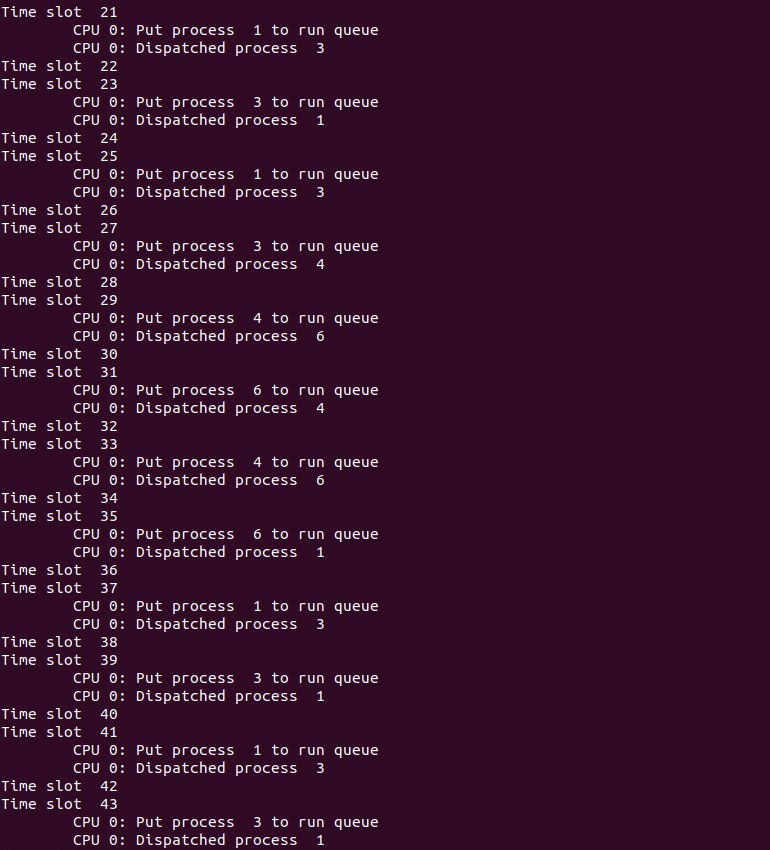 Time slot  21
        CPU 0: Put process  1 to run queue
        CPU 0: Dispatched process  3
Time slot  22
Time slot  23
        CPU 0: Put process  3 to run queue
        CPU 0: Dispatched process  1
Time slot  24
Time slot  25
        CPU 0: Put process  1 to run queue
        CPU 0: Dispatched process  3
Time slot  26
Time slot  27
        CPU 0: Put process  3 to run queue
        CPU 0: Dispatched process  4
Time slot  28
Time slot  29
        CPU 0: Put process  4 to run queue
        CPU 0: Dispatched process  6
Time slot  30
Time slot  31
        CPU 0: Put process  6 to run queue
        CPU 0: Dispatched process  4
Time slot  32
Time slot  33
        CPU 0: Put process  4 to run queue
        CPU 0: Dispatched process  6
Time slot  34
Time slot  35
        CPU 0: Put process  6 to run queue
        CPU 0: Dispatched process  1
Time slot  36
Time slot  37
        CPU 0: Put process  1 to run queue
        CPU 0: Dispatched process  3
Time slot  38
Time slot  39
        CPU 0: Put process  3 to run queue
        CPU 0: Dispatched process  1
Time slot  40
Time slot  41
        CPU 0: Put process  1 to run queue
        CPU 0: Dispatched process  3
Time slot  42
Time slot  43
        CPU 0: Put process  3 to run queue
        CPU 0: Dispatched process  1